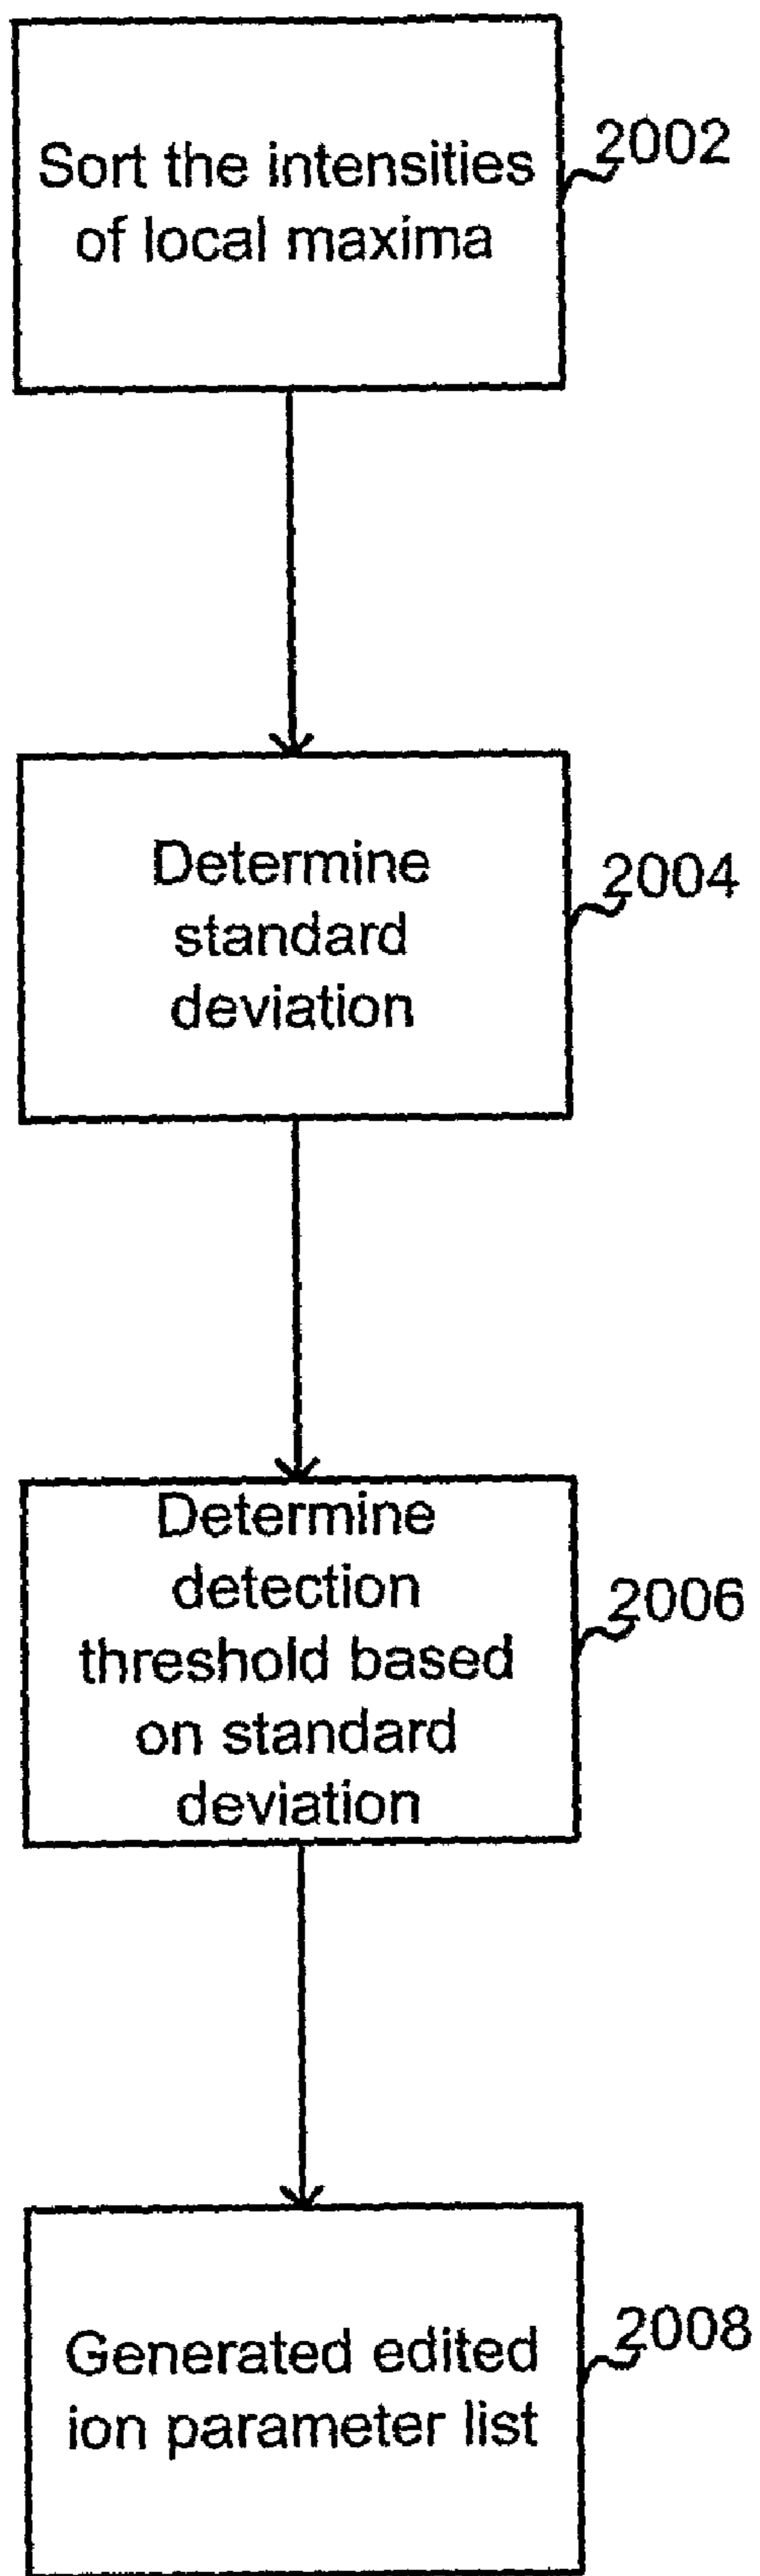 Sort the intensities
of local maxima
2002
Determine
standard
deviation
2004
Determine
detection
threshold based
on standard
deviation
2006
Generated edited
ion parameter list
2008